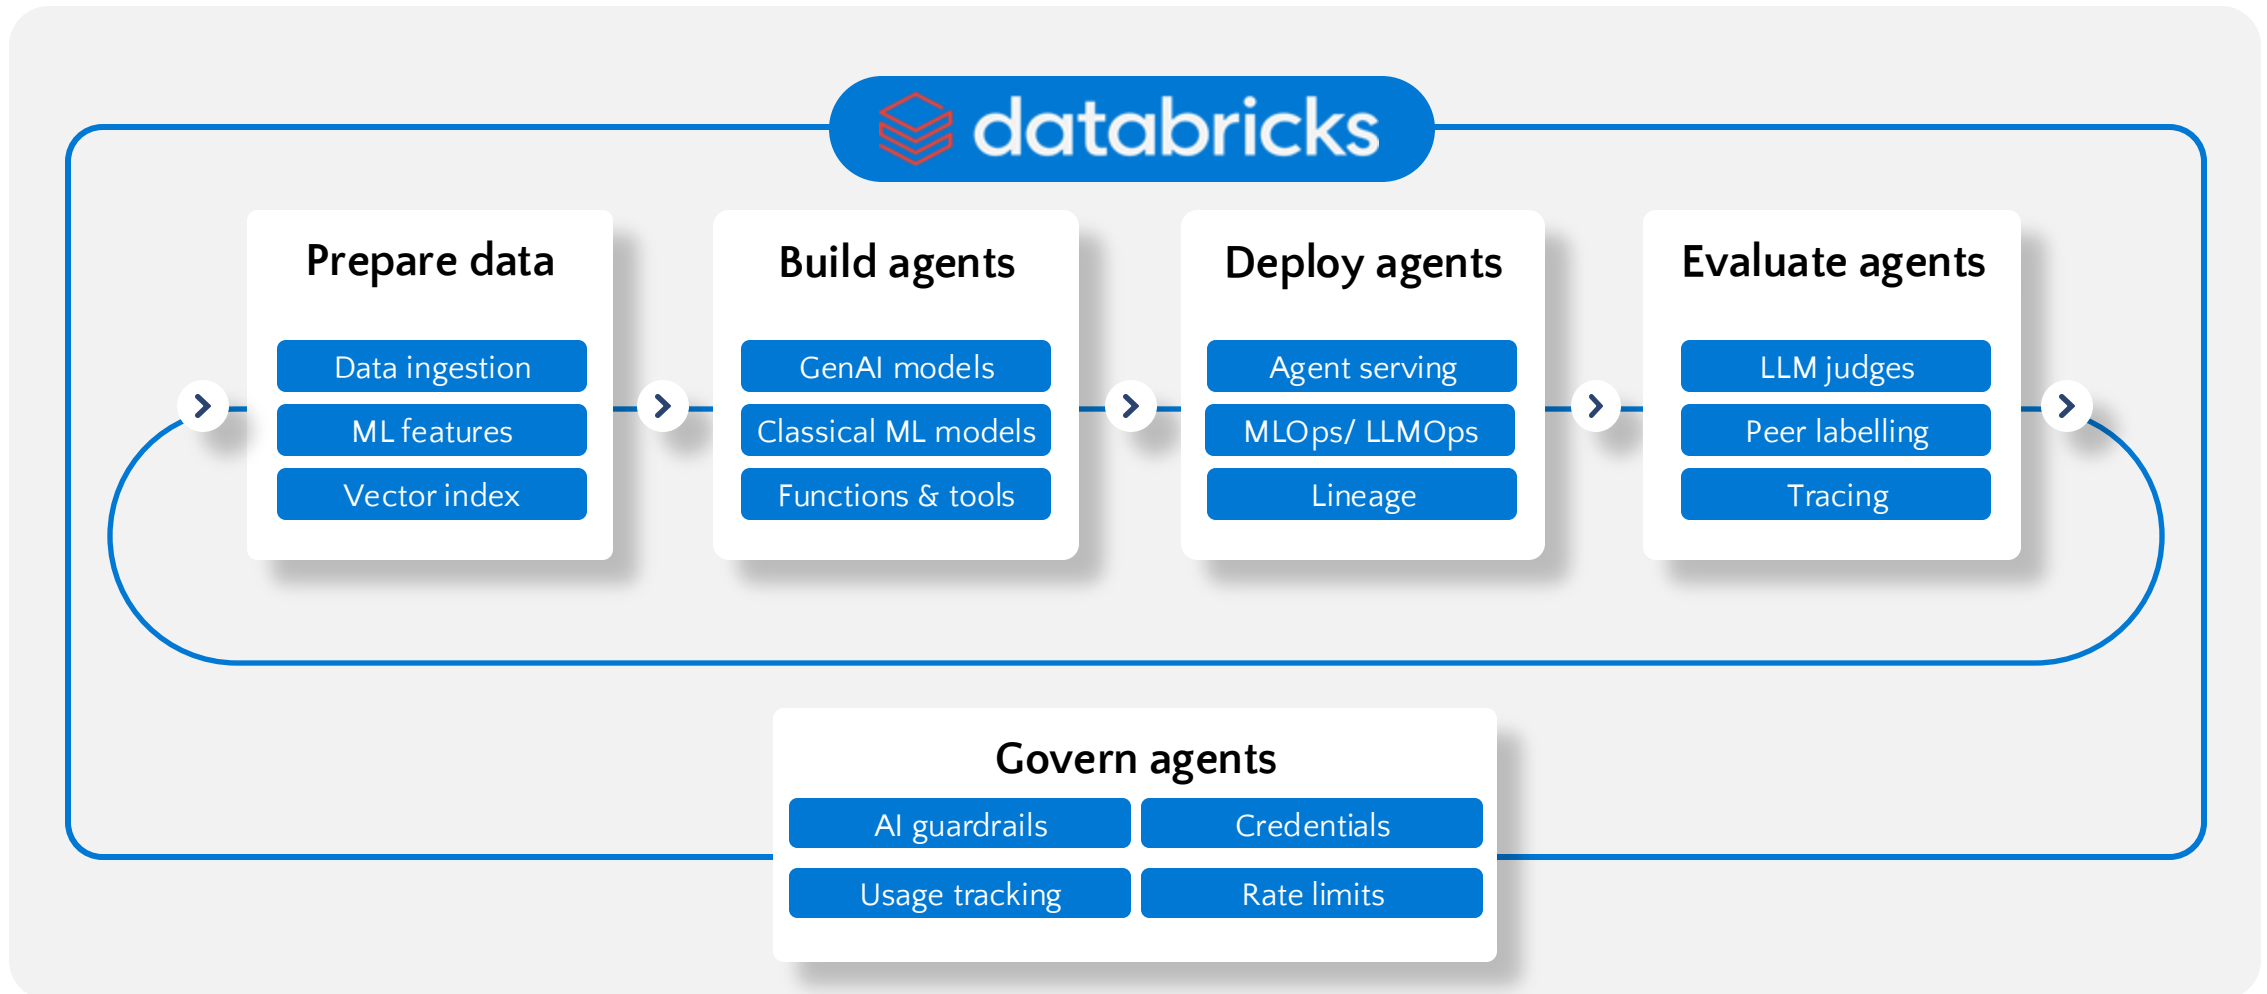 databricks
Prepare data
Data ingestion
ML features
Vector index
Build agents
GenAI models
Classical ML models
Functions & tools
Deploy agents
Agent serving
MLOps/ LLMOps
Lineage
Evaluate agents
LLM judges
Peer labelling
Tracing
Govern agents
AI guardrails
Credentials
Usage tracking
Rate limits